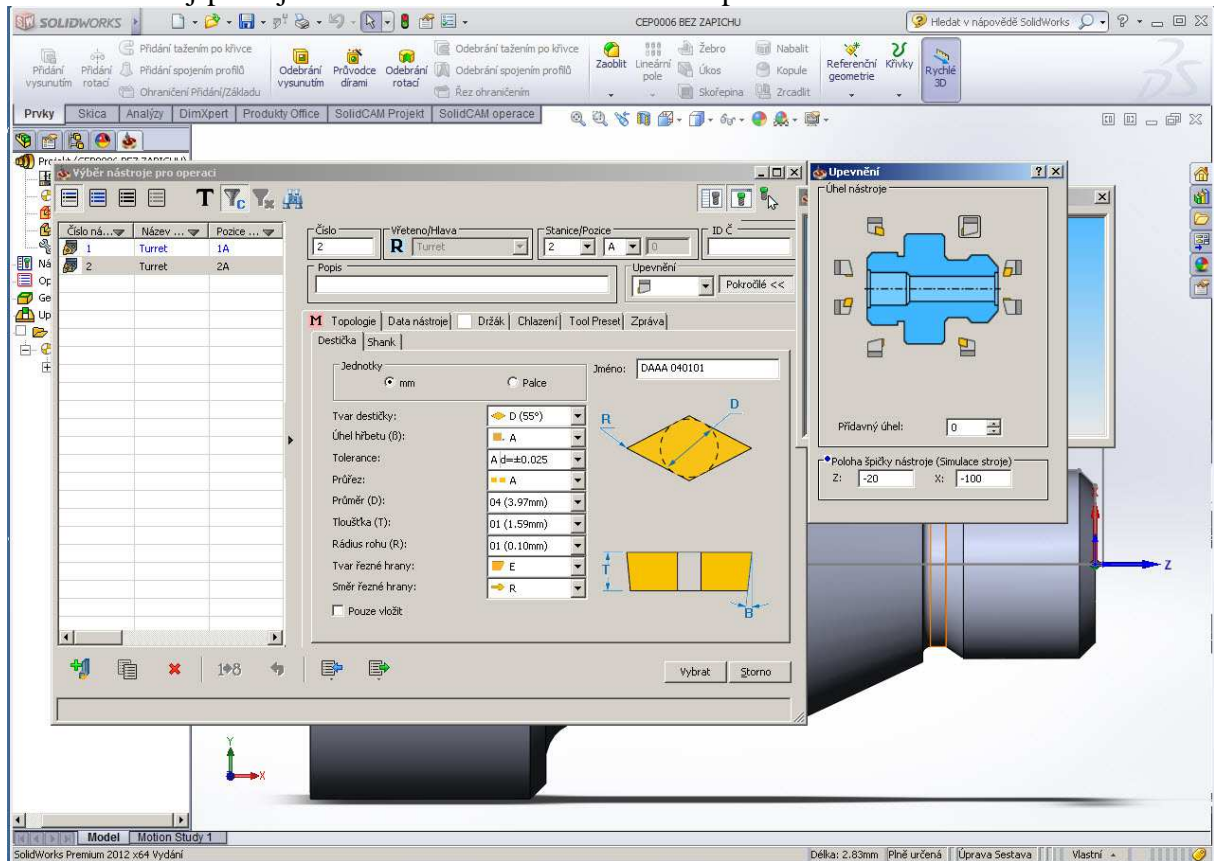 SOLIDWORKS
CEP0006 BEZ ZAPICHU
Hledat v nápovědě SolidWorks
Přidání vysunutím
Přidání rotací
Přidání tažením po křivce
Přidání spojením profilů
Ohraničení Přidání/Základu
Odebrání vysunutím
Průvodce dírami
Odebrání rotací
Odebrání tažením po křivce
Odebrání spojením profilů
Řez ohraničením
Zaoblit
Lineární pole
Žebro
Úkos
Skořepina
Nabalit
Kopule
Zrcadlit
Referenční geometrie
Křivky
Rychlé 3D
Prvky
Skica
Analýzy
DimXpert
Produkty Office
SolidCAM Projekt
SolidCAM operace
Výběr nástroje pro operaci
Číslo ná...
Název ...
Pozice ...
1 Turret 1A
2 Turret 2A
Číslo
2
Vřeteno/Hlava
R Turret
Stanice/Pozice
2 A 0
ID Č
Popis
Upevnění
Pokročilé <<
M Topologie
Data nástroje
Držák
Chlazení
Tool Preset
Zpráva
Destička
Shank
Jednotky
mm
Palce
Jméno: DAAA 040101
Tvar destičky: D (55°)
Úhel hřbetu (ß): A
Tolerance: A d=±0.025
Průřez: A
Průměr (D): 04 (3.97mm)
Tloušťka (T): 01 (1.59mm)
Rádius rohu (R): 01 (0.10mm)
Tvar řezné hrany: E
Směr řezné hrany: R
Pouze vložit
R
D
T
B
Vybrat
Storno
Upevnění
Úhel nástroje
Přídavný úhel: 0
Poloha špičky nástroje (Simulace stroje)
Z: -20 X: -100
Z
Y
X
Model
Motion Study 1
SolidWorks Premium 2012 x64 Vydání
Délka: 2.83mm
Plně určená
Úprava Sestava
Vlastní